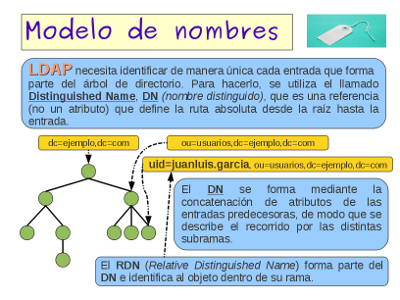 Modelo de nombres
LDAP necesita identificar de manera única cada entrada que forma
parte del árbol de directorio. Para hacerlo, se utiliza el llamado
Distinguished Name, DN (nombre distinguido), que es una referencia
(no un atributo) que define la ruta absoluta desde la raíz hasta la
entrada.
dc=ejemplo,dc=com
ou=usuarios,dc=ejemplo,dc=com
uid=juanluis.garcia, ou=usuarios,dc=ejemplo,dc=com
El DN se forma mediante la
concatenación de atributos de las
entradas predecesoras, de modo que se
describe el recorrido por las distintas
subramas.
El RDN (Relative Distinguished Name) forma parte del
DN e identifica al objeto dentro de su rama.